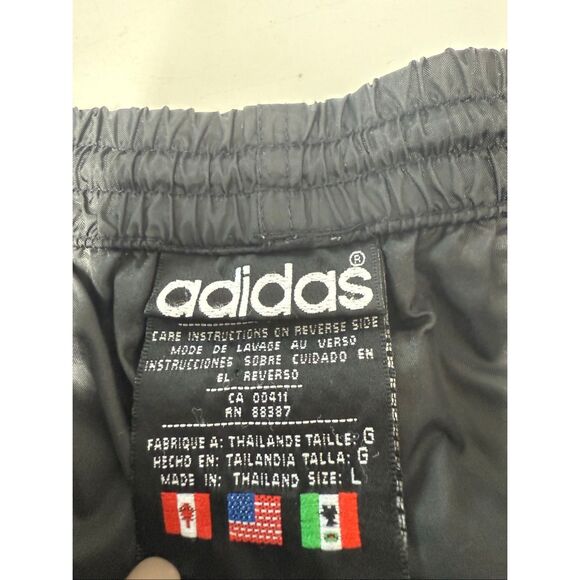 adidas®
CARE INSTRUCTIONS ON REVERSE SIDE
MODE DE LAVAGE AU VERSO
INSTRUCCIONES SOBRE CUIDADO EN
EL REVERSO
CA 00411
RN 88387
FABRIQUE A: THAILANDE TAILLE: G
HECHO EN: TAILANDIA TALLA: G
MADE IN: THAILAND SIZE: L